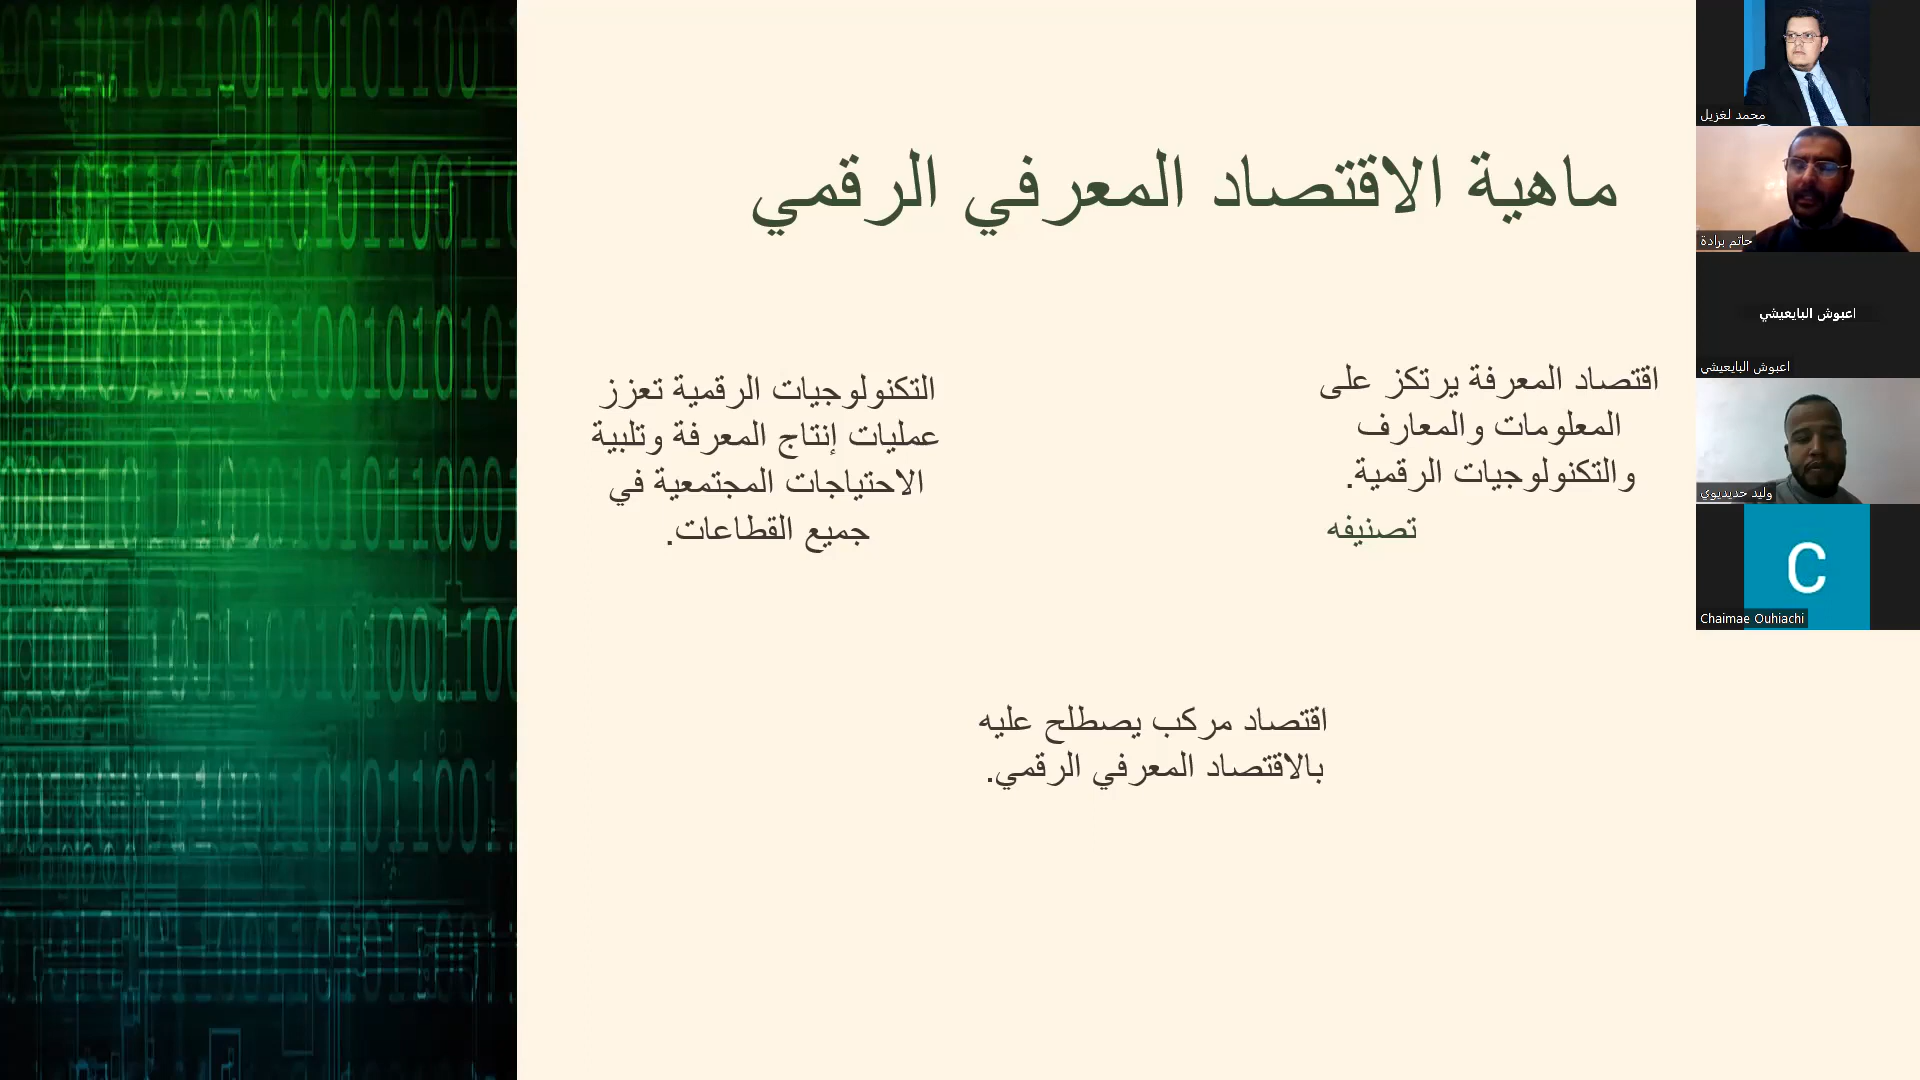 ماهية الاقتصاد المعرفي الرقمي
اقتصاد المعرفة يرتكز على
المعلومات والمعارف
والتكنولوجيات الرقمية.
تصنيفه
التكنولوجيات الرقمية تعزز
عمليات إنتاج المعرفة وتلبية
الاحتياجات المجتمعية في
جميع القطاعات.
اقتصاد مركب يصطلح عليه
بالاقتصاد المعرفي الرقمي.
محمد لغزيل
حاتم برادة
اعبوش البايعيشي
اعبوش البايعيشي
وليد حديديوي
C
Chaimae Ouhiachi